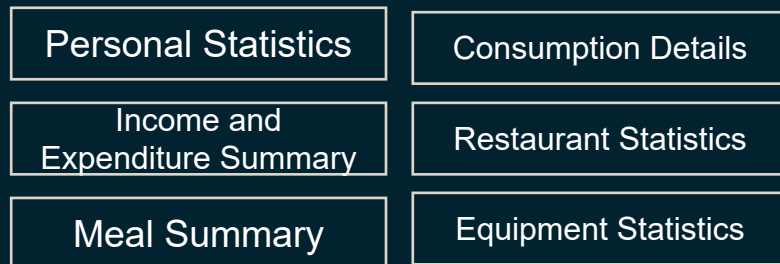 Personal Statistics
Consumption Details
Income and
Expenditure Summary
Restaurant Statistics
Meal Summary
Equipment Statistics